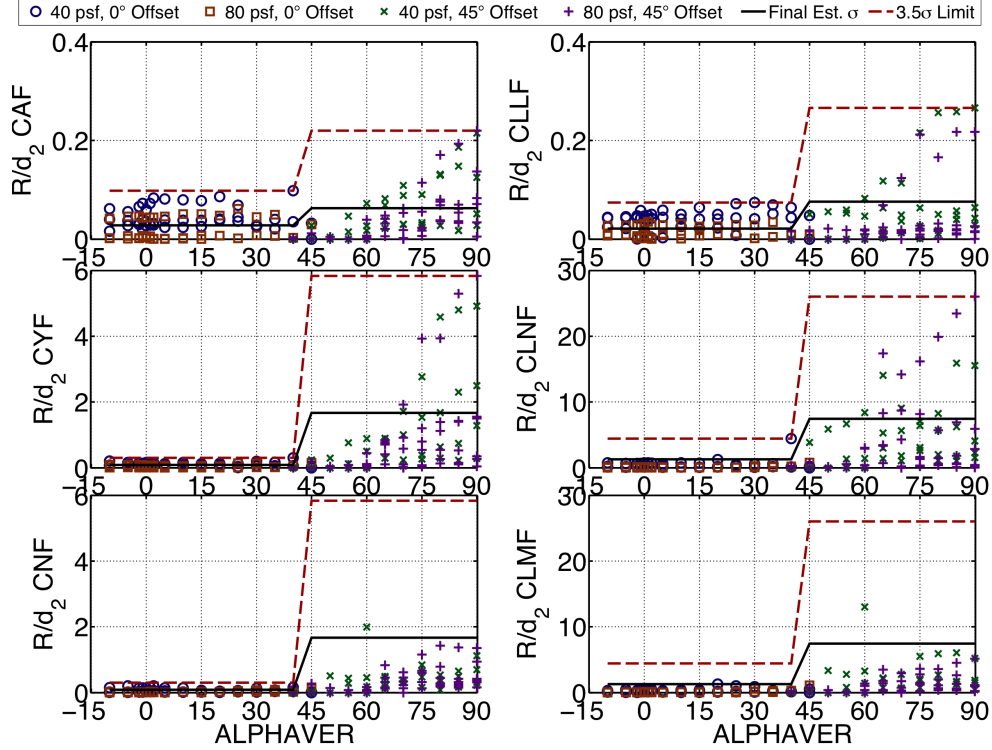 40 psf, 0° Offset 80 psf, 0° Offset 40 psf, 45° Offset 80 psf, 45° Offset Final Est. σ 3.5σ Limit
R/d2 CAF
0.4
0.2
0
−15 0 15 30 45 60 75 90
R/d2 CLLF
0.4
0.2
0
−15 0 15 30 45 60 75 90
R/d2 CYF
6
4
2
0
−15 0 15 30 45 60 75 90
R/d2 CLNF
30
20
10
0
−15 0 15 30 45 60 75 90
R/d2 CNF
6
4
2
0
−15 0 15 30 45 60 75 90
ALPHAVER
R/d2 CLMF
30
20
10
0
−15 0 15 30 45 60 75 90
ALPHAVER